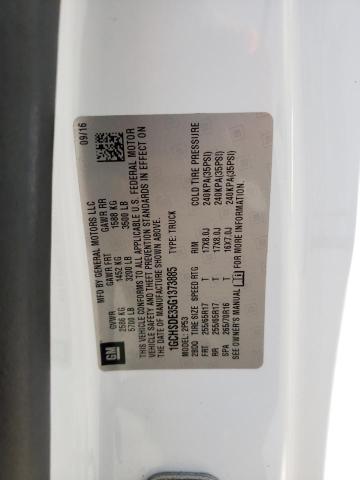 GM
MFD BY GENERAL MOTORS LLC
09/16
GVWR GAWR FRT GAWR RR
2586 KG 1452 KG 1588 KG
5700 LB 3200 LB 3500 LB
THIS VEHICLE CONFORMS TO ALL APPLICABLE U.S. FEDERAL MOTOR
VEHICLE SAFETY AND THEFT PREVENTION STANDARDS IN EFFECT ON
THE DATE OF MANUFACTURE SHOWN ABOVE.
1GCHSDE35G1373885 TYPE: TRUCK
MODEL: 2P53
2800 TIRE SIZE SPEED RTG RIM COLD TIRE PRESSURE
FRT 255/65R17 T 17X8.0J 240KPA(35PSI)
RR 255/65R17 T 17X8.0J 240KPA(35PSI)
SPA 265/70R16 T 16X7.0J 240KPA(35PSI)
SEE OWNER'S MANUAL FOR MORE INFORMATION.